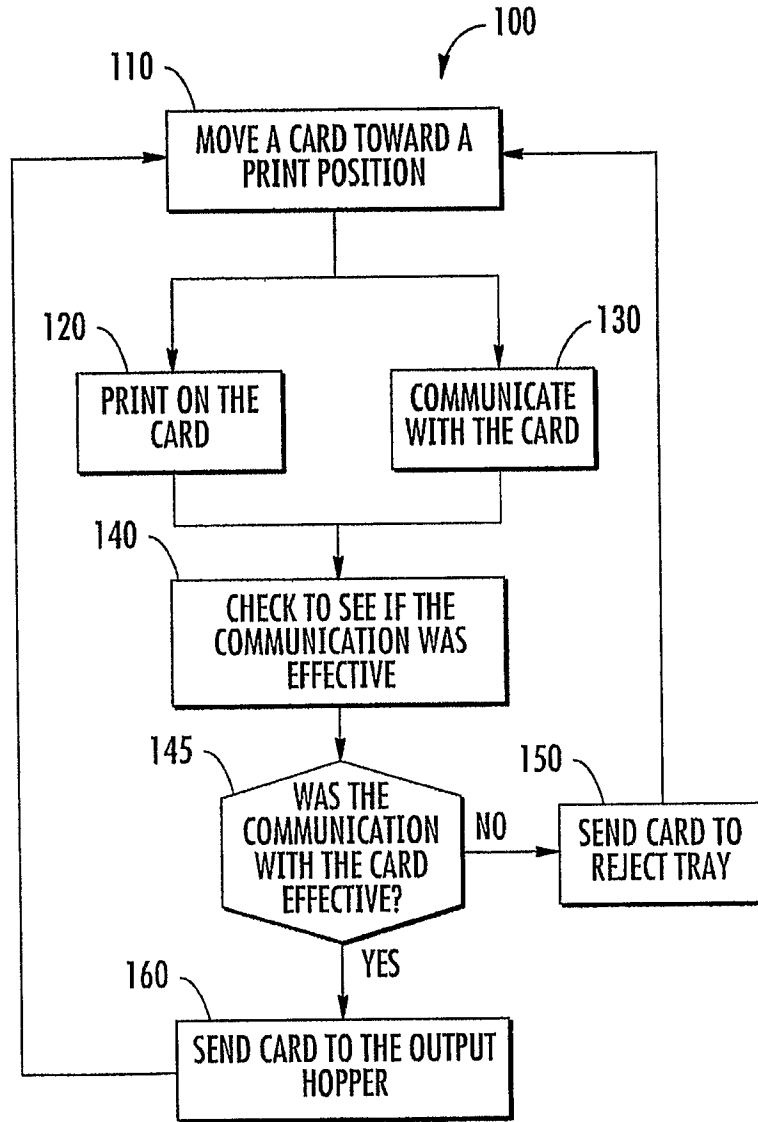 100
110
MOVE A CARD TOWARD A
PRINT POSITION
120
PRINT ON THE
CARD
130
COMMUNICATE
WITH THE CARD
140
CHECK TO SEE IF THE
COMMUNICATION WAS
EFFECTIVE
145
WAS THE
COMMUNICATION
WITH THE CARD
EFFECTIVE?
NO
150
SEND CARD TO
REJECT TRAY
YES
160
SEND CARD TO THE OUTPUT
HOPPER